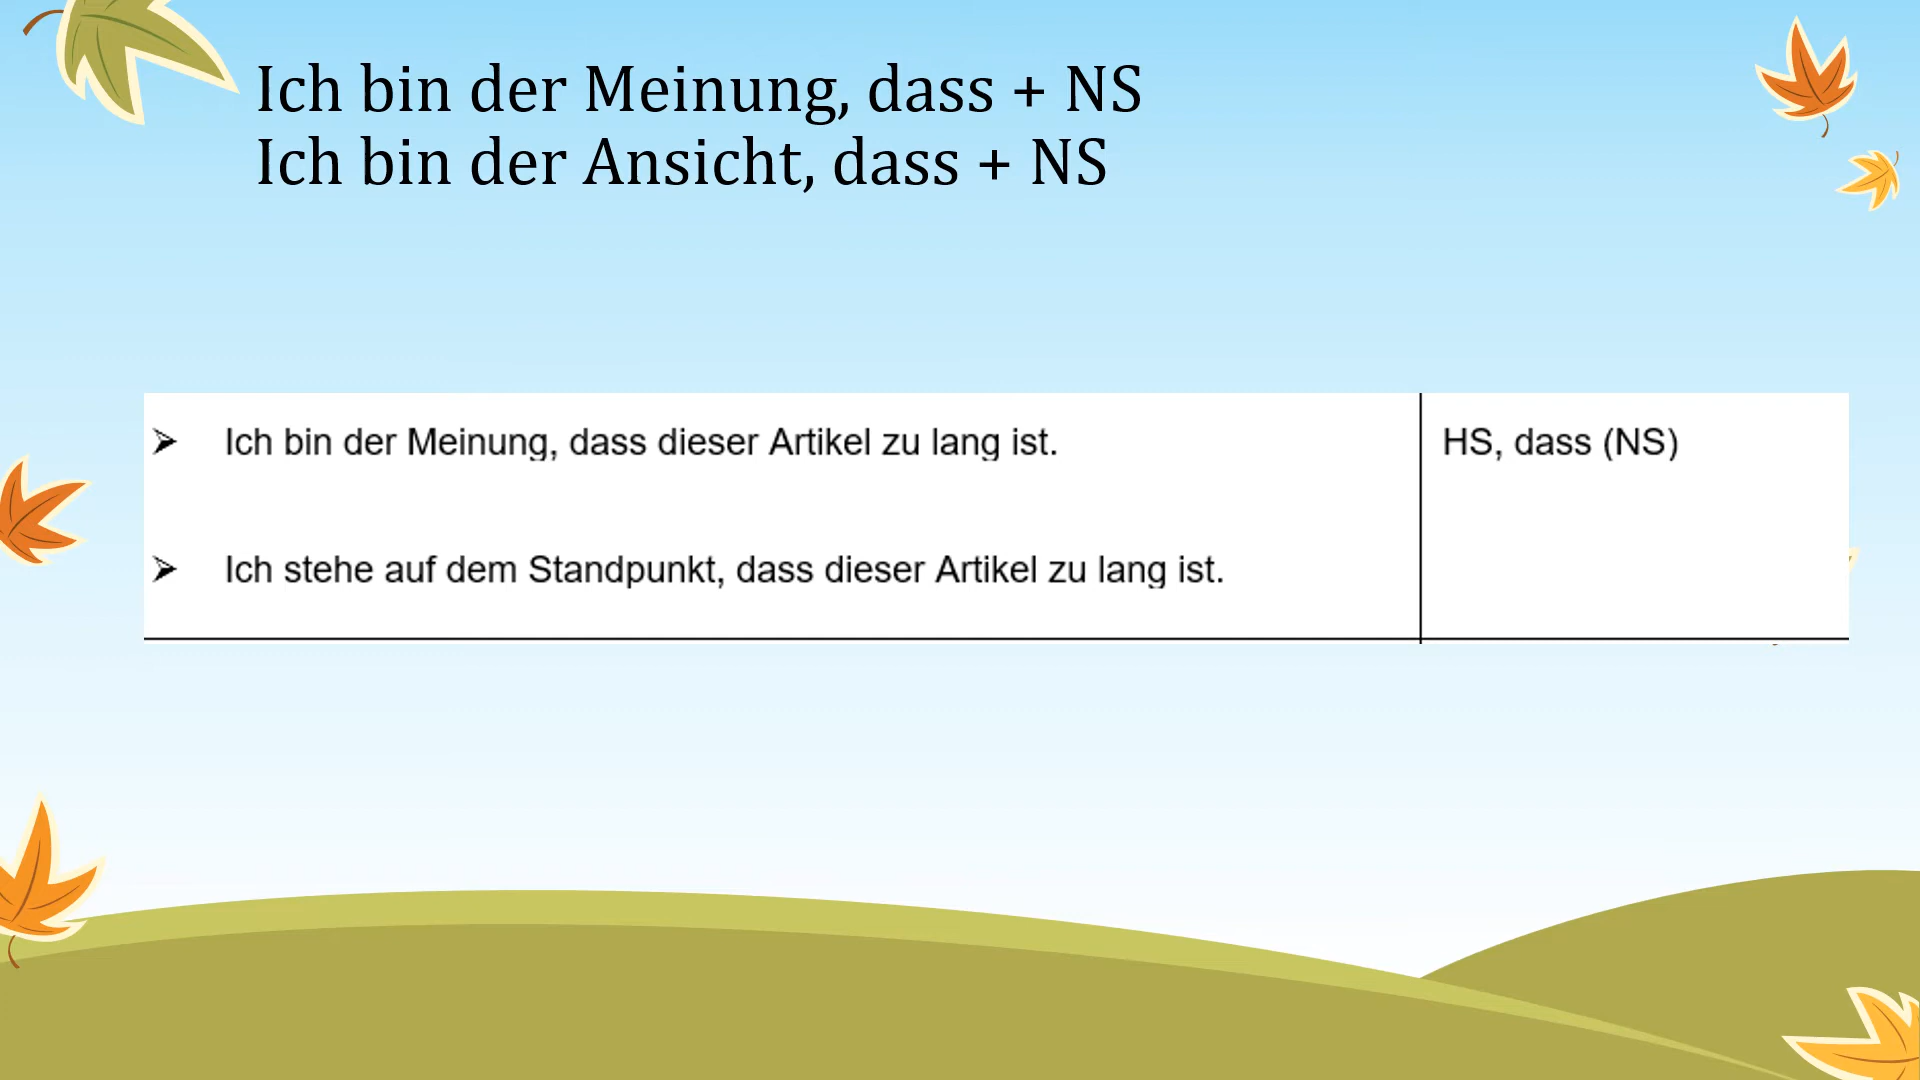 Ich bin der Meinung, dass + NS
Ich bin der Ansicht, dass + NS
➢ Ich bin der Meinung, dass dieser Artikel zu lang ist. HS, dass (NS)
➢ Ich stehe auf dem Standpunkt, dass dieser Artikel zu lang ist.